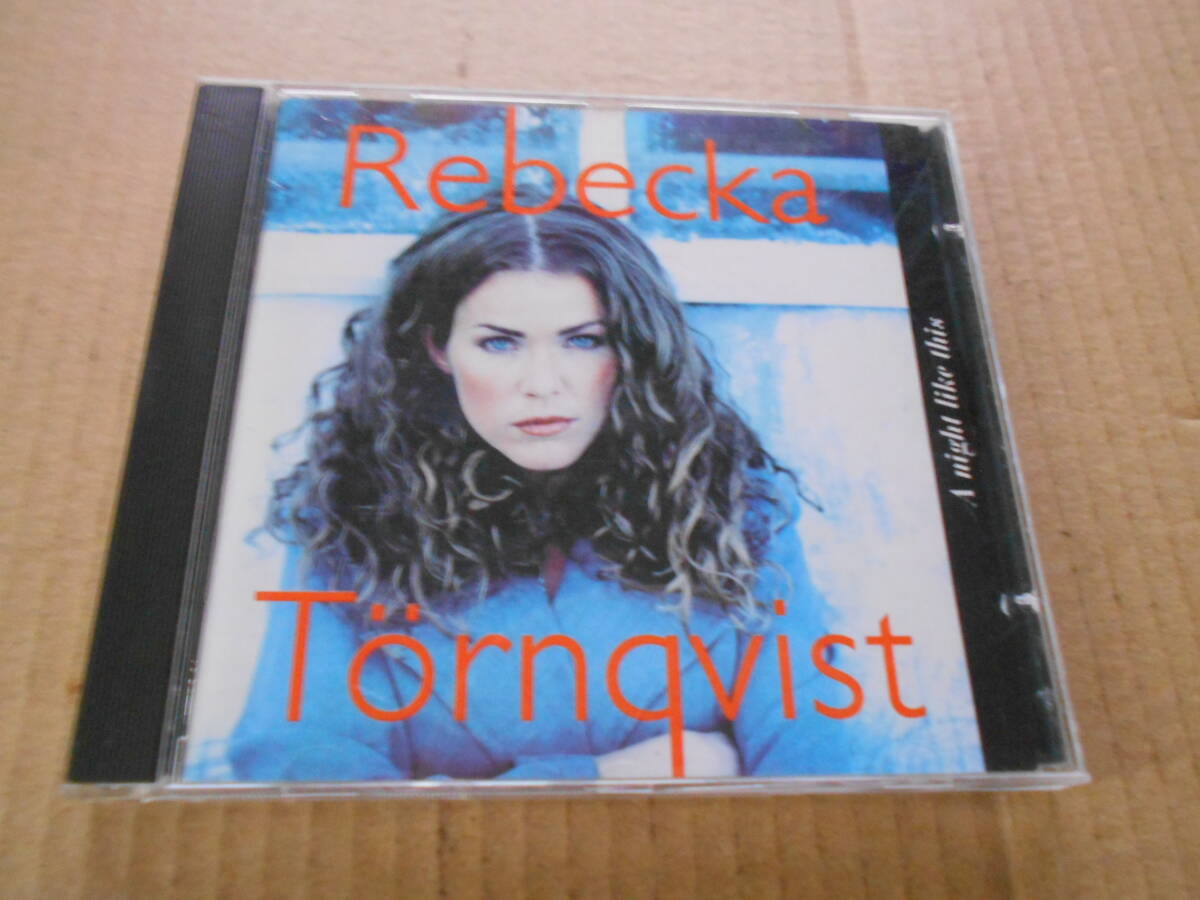 Rebecka
Törnqvist
A night like this